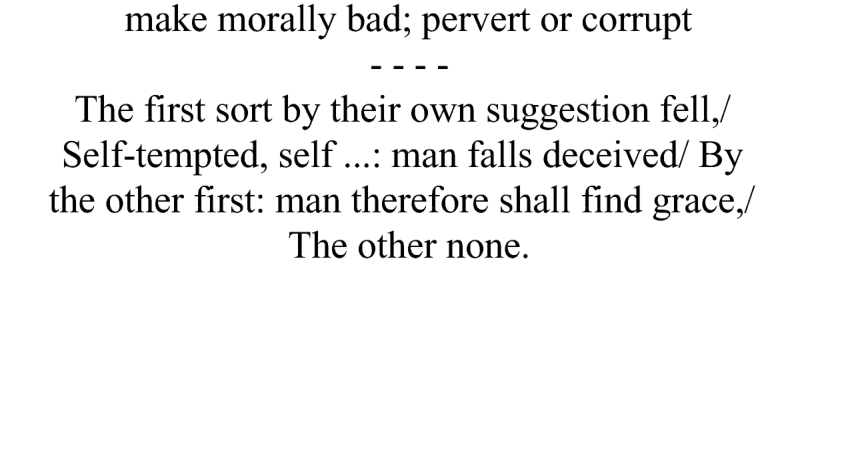 make morally bad; pervert or corrupt
- - - -
The first sort by their own suggestion fell,/
Self-tempted, self ...: man falls deceived/ By
the other first: man therefore shall find grace,/
The other none.